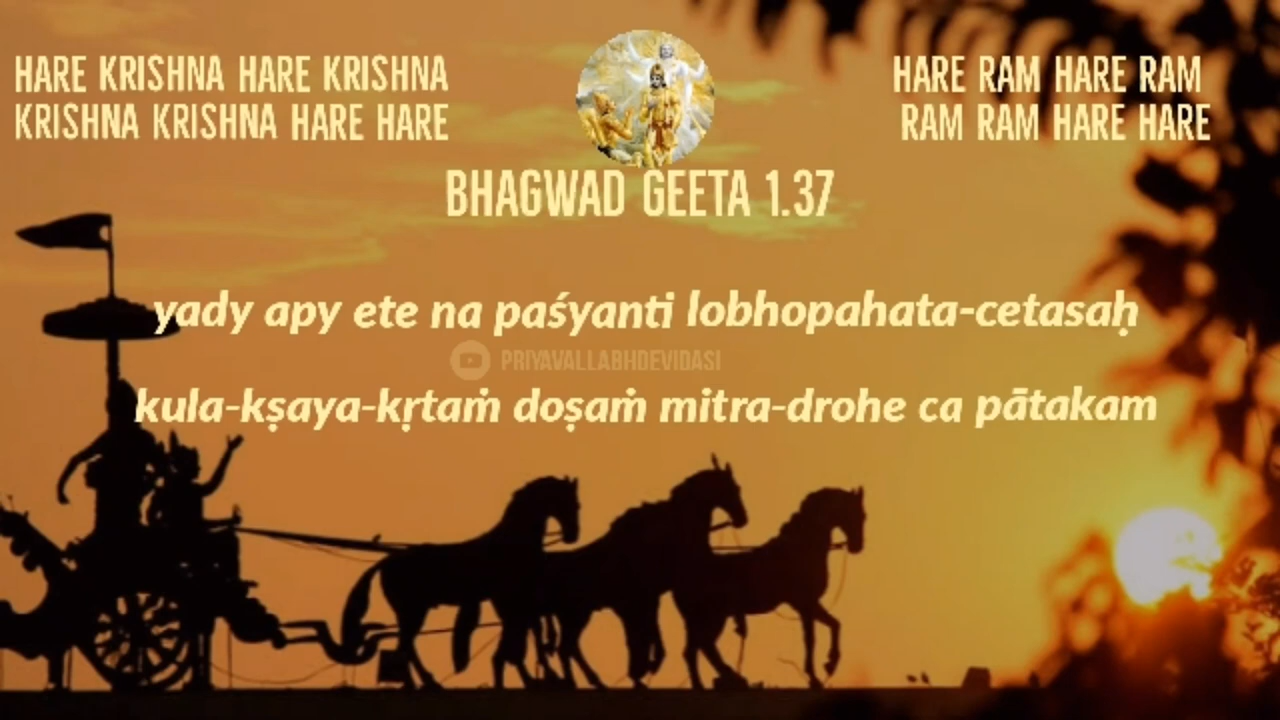 HARE KRISHNA HARE KRISHNA
KRISHNA KRISHNA HARE HARE
HARE RAM HARE RAM
RAM RAM HARE HARE
BHAGWAD GEETA 1.37
yady apy ete na paśyanti lobhopahata-cetasaḥ
PRIYAVALLABHDEVIDASI
kula-kṣaya-kṛtaṁ doṣaṁ mitra-drohe ca pātakam